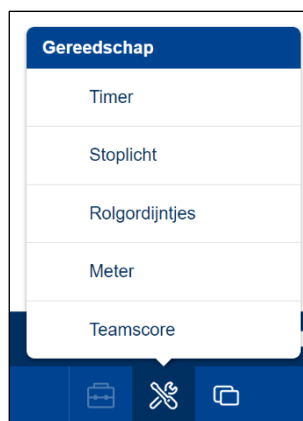 Gereedschap
Timer
Stoplicht
Rolgordijntjes
Meter
Teamscore